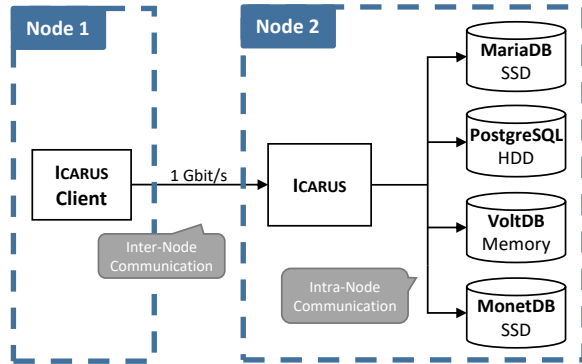 Node 1
Node 2
MariaDB
SSD
PostgreSQL
HDD
ICARUS
Client
1 Gbit/s
ICARUS
VoltDB
Memory
Inter-Node
Communication
Intra-Node
Communication
MonetDB
SSD